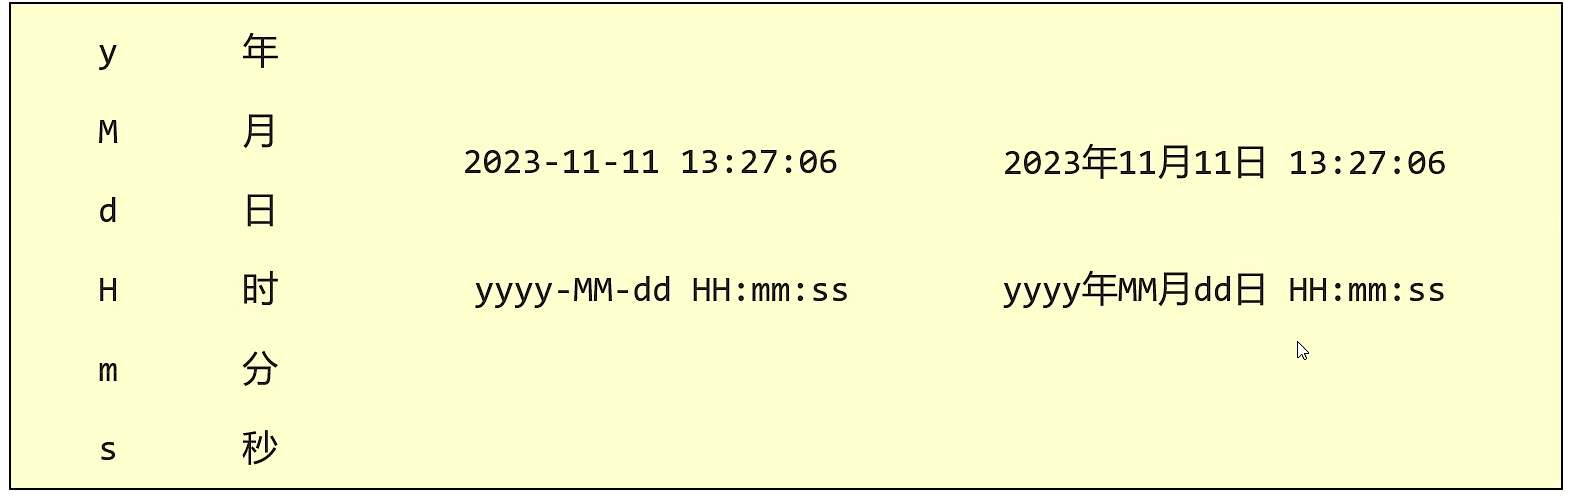 y 年
M 月
2023-11-11 13:27:06 2023年11月11日 13:27:06
d 日
H 时 yyyy-MM-dd HH:mm:ss yyyy年MM月dd日 HH:mm:ss
m 分
s 秒